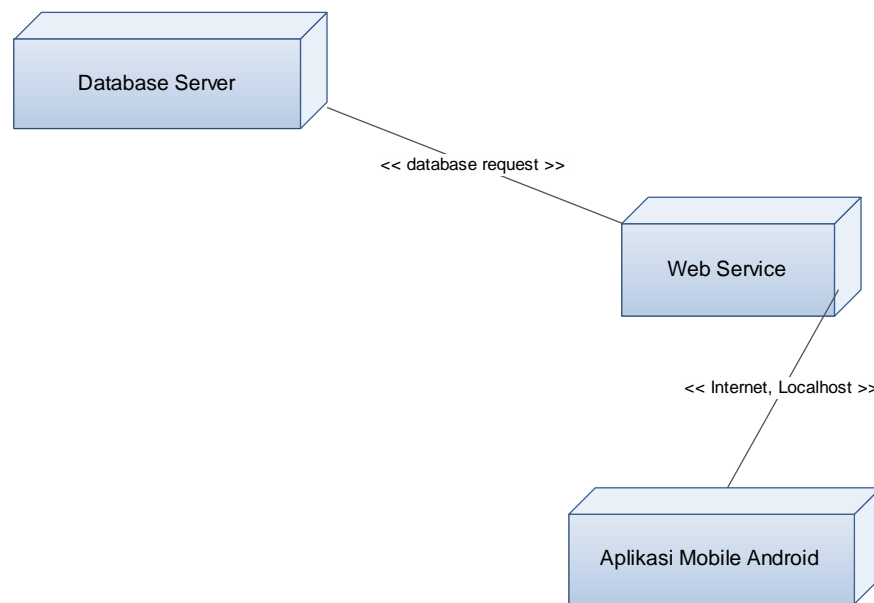 Database Server
<< database request >>
Web Service
<< Internet, Localhost >>
Aplikasi Mobile Android